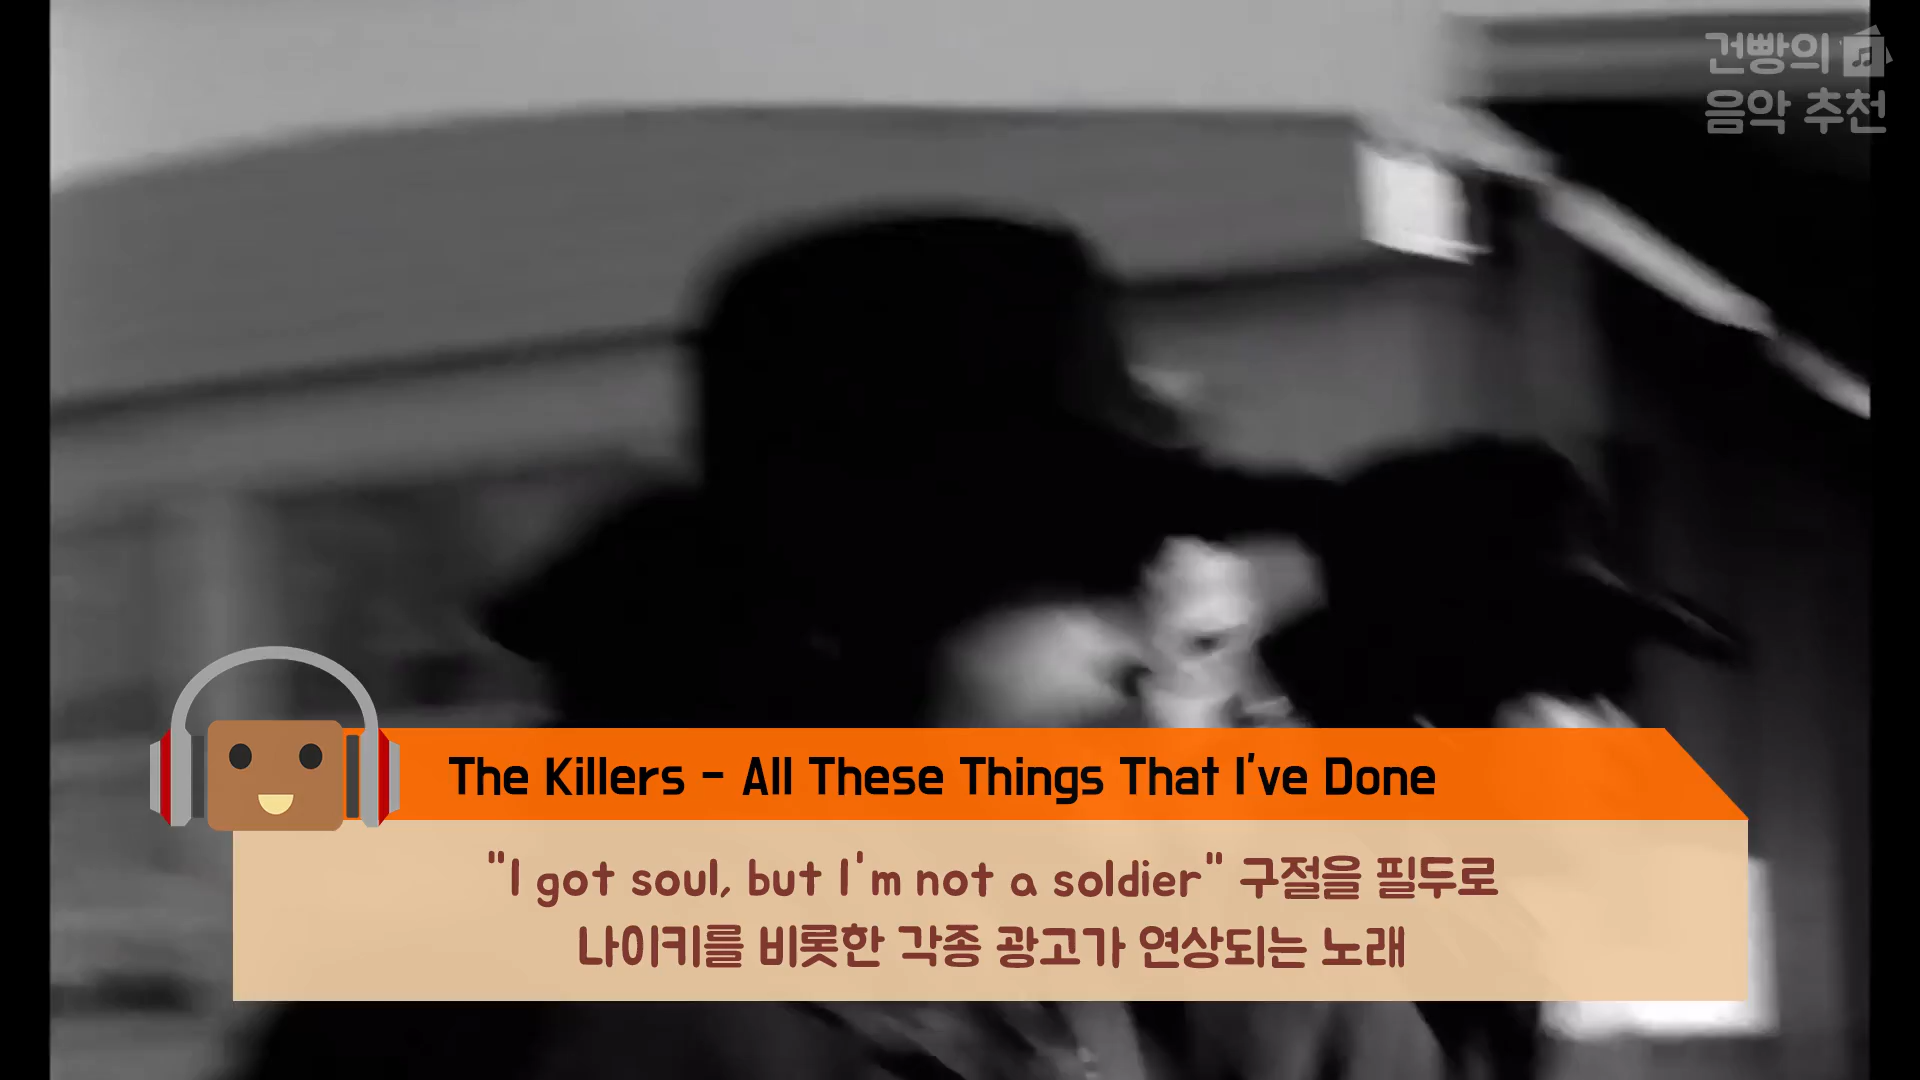 건빵의
음악 추천
The Killers - All These Things That I've Done
"I got soul, but I'm not a soldier" 구절을 필두로
나이키를 비롯한 각종 광고가 연상되는 노래